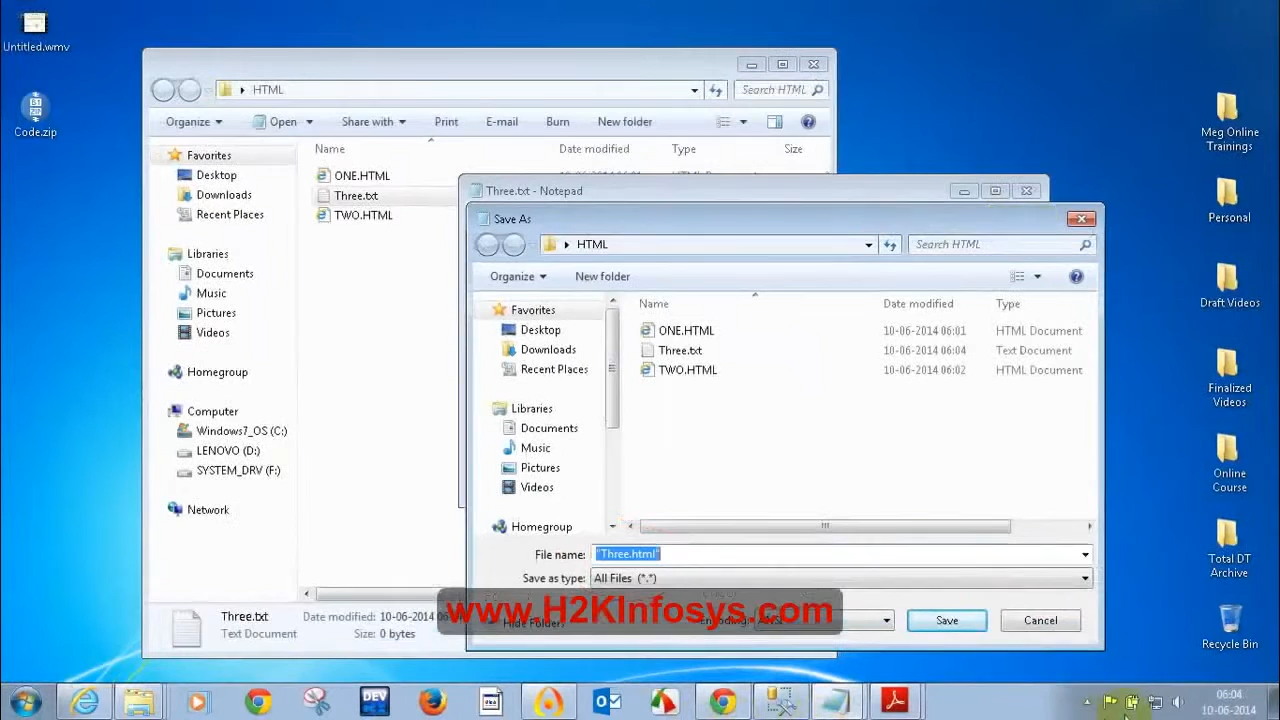 Untitled.wmv
Code.zip
HTML
Search HTML
Organize
Open
Share with
Print
E-mail
Burn
New folder
Name
Date modified
Type
Size
Favorites
Desktop
Downloads
Recent Places
Libraries
Documents
Music
Pictures
Videos
Homegroup
Computer
Windows7_OS (C:)
LENOVO (D:)
SYSTEM_DRV (F:)
Network
ONE.HTML
Three.txt
TWO.HTML
Three.txt
Text Document
Date modified: 10-06-2014
Size: 0 bytes
Three.txt - Notepad
Save As
HTML
Search HTML
Organize
New folder
Favorites
Desktop
Downloads
Recent Places
Libraries
Documents
Music
Pictures
Videos
Homegroup
Name
Date modified
Type
ONE.HTML
10-06-2014 06:01
HTML Document
Three.txt
10-06-2014 06:04
Text Document
TWO.HTML
10-06-2014 06:02
HTML Document
File name:
"Three.html"
Save as type:
All Files (*.*)
Hide Folders
Encoding:
ANSI
Save
Cancel
www.H2KInfosys.com
Meg Online
Trainings
Personal
Draft Videos
Finalized
Videos
Online
Course
Total DT
Archive
Recycle Bin
DEV
06:04
10-06-2014